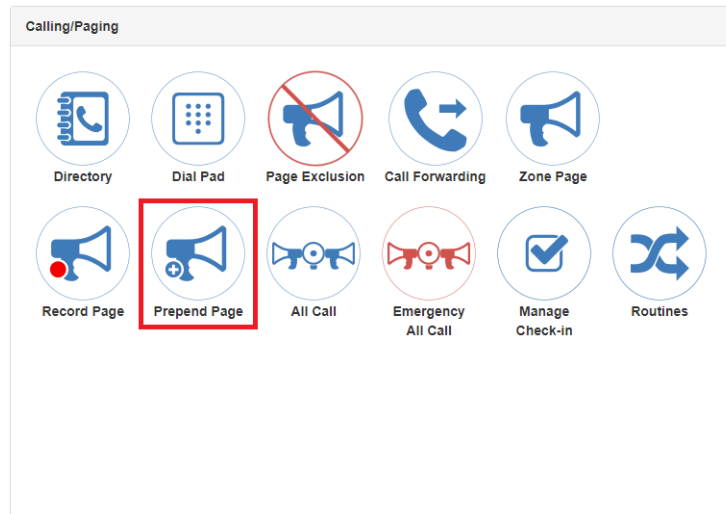 Calling/Paging
Directory
Dial Pad
Page Exclusion
Call Forwarding
Zone Page
Record Page
Prepend Page
All Call
Emergency
All Call
Manage
Check-in
Routines